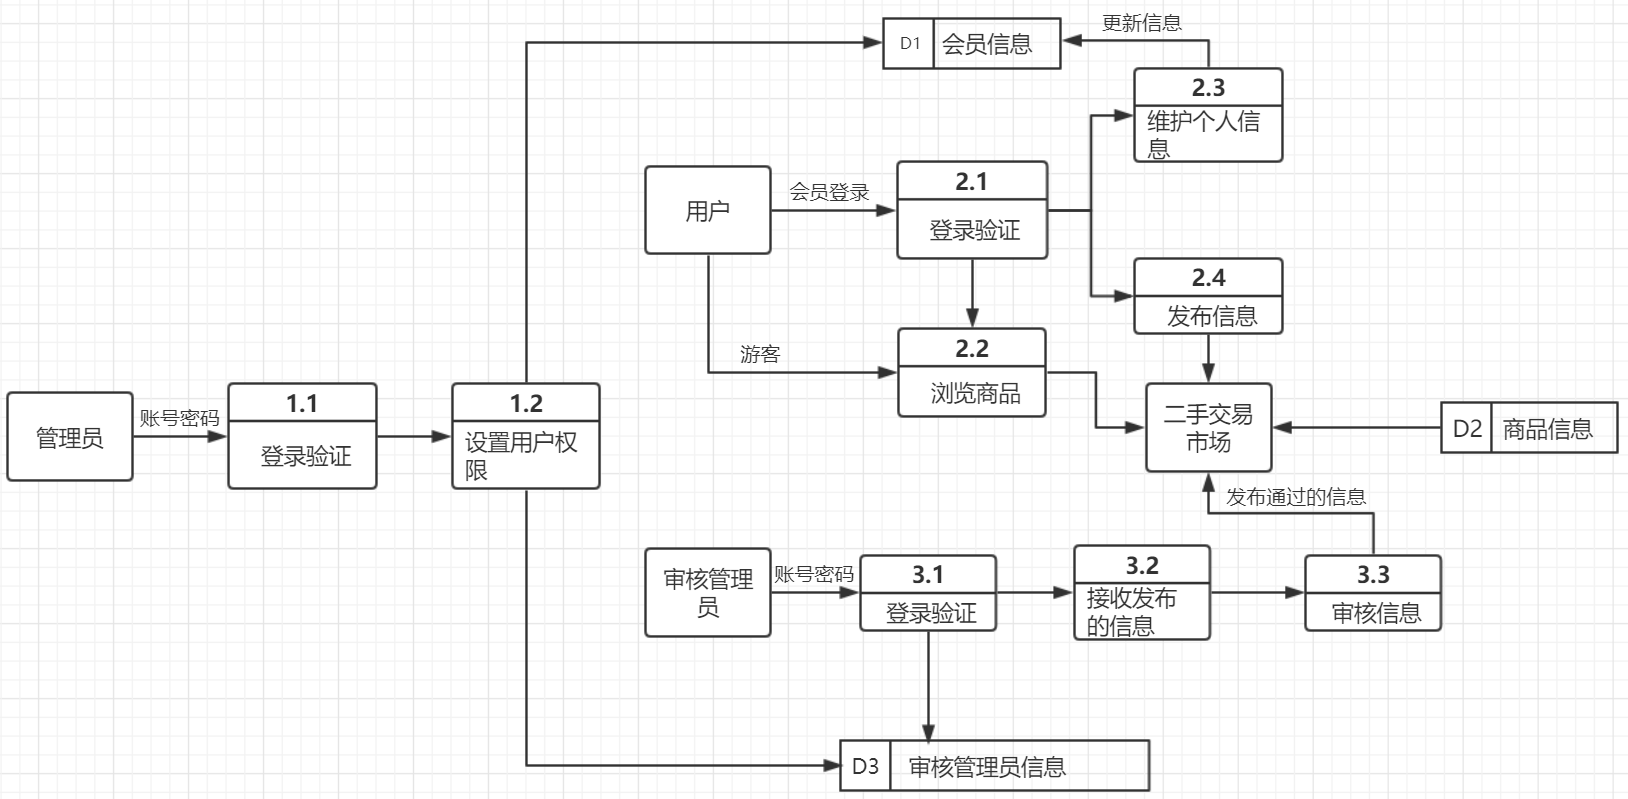 D1
会员信息
更新信息
2.3
维护个人信
息
用户
会员登录
2.1
登录验证
2.4
发布信息
游客
2.2
浏览商品
管理员
账号密码
1.1
登录验证
1.2
设置用户权
限
二手交易
市场
D2
商品信息
发布通过的信息
审核管理
员
账号密码
3.1
登录验证
3.2
接收发布
的信息
3.3
审核信息
D3
审核管理员信息